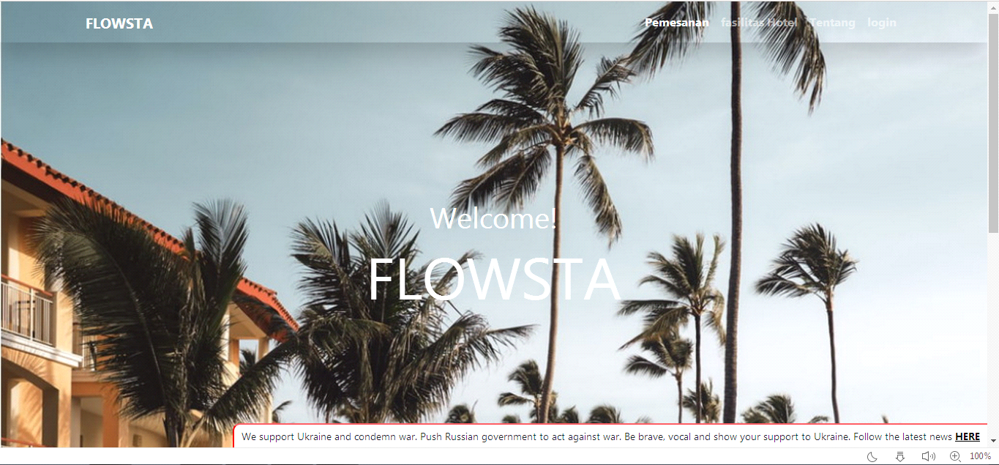 FLOWSTA
Pemesanan fasilitas Hotel Tentang login
Welcome!
FLOWSTA
We support Ukraine and condemn war. Push Russian government to act against war. Be brave, vocal and show your support to Ukraine. Follow the latest news HERE
100%